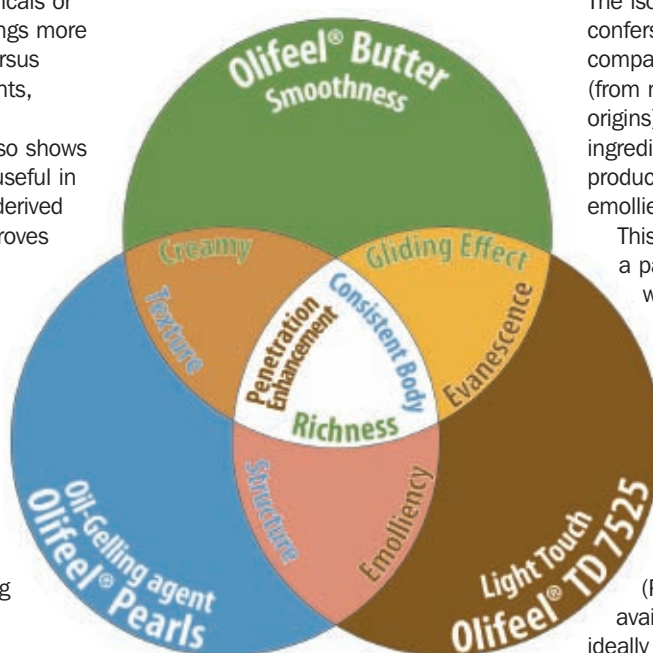 icals or
ngs more
ersus
nts,
so shows
useful in
derived
roves
g
Olifeel® Butter
Smoothness
Creamy
Texture
Gliding Effect
Evanescence
Penetration
Enhancement
Consistent Body
Richness
Structure
Emolliency
Oil-Gelling agent
Olifeel® Pearls
Light Touch
Olifeel® TD 7525
The iso
confers
compa
(from n
origins)
ingredi
produc
emollie
This
a pa
w
(P
avai
ideally